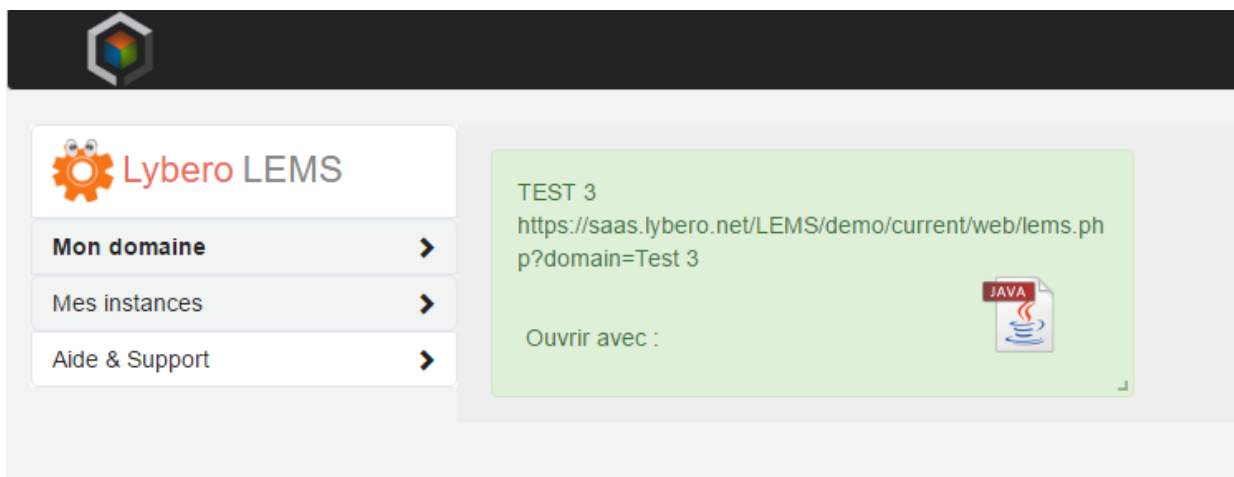 Lybero LEMS
Mon domaine
Mes instances
Aide & Support
TEST 3
https://saas.lybero.net/LEMS/demo/current/web/lems.ph
p?domain=Test 3
JAVA
Ouvrir avec :